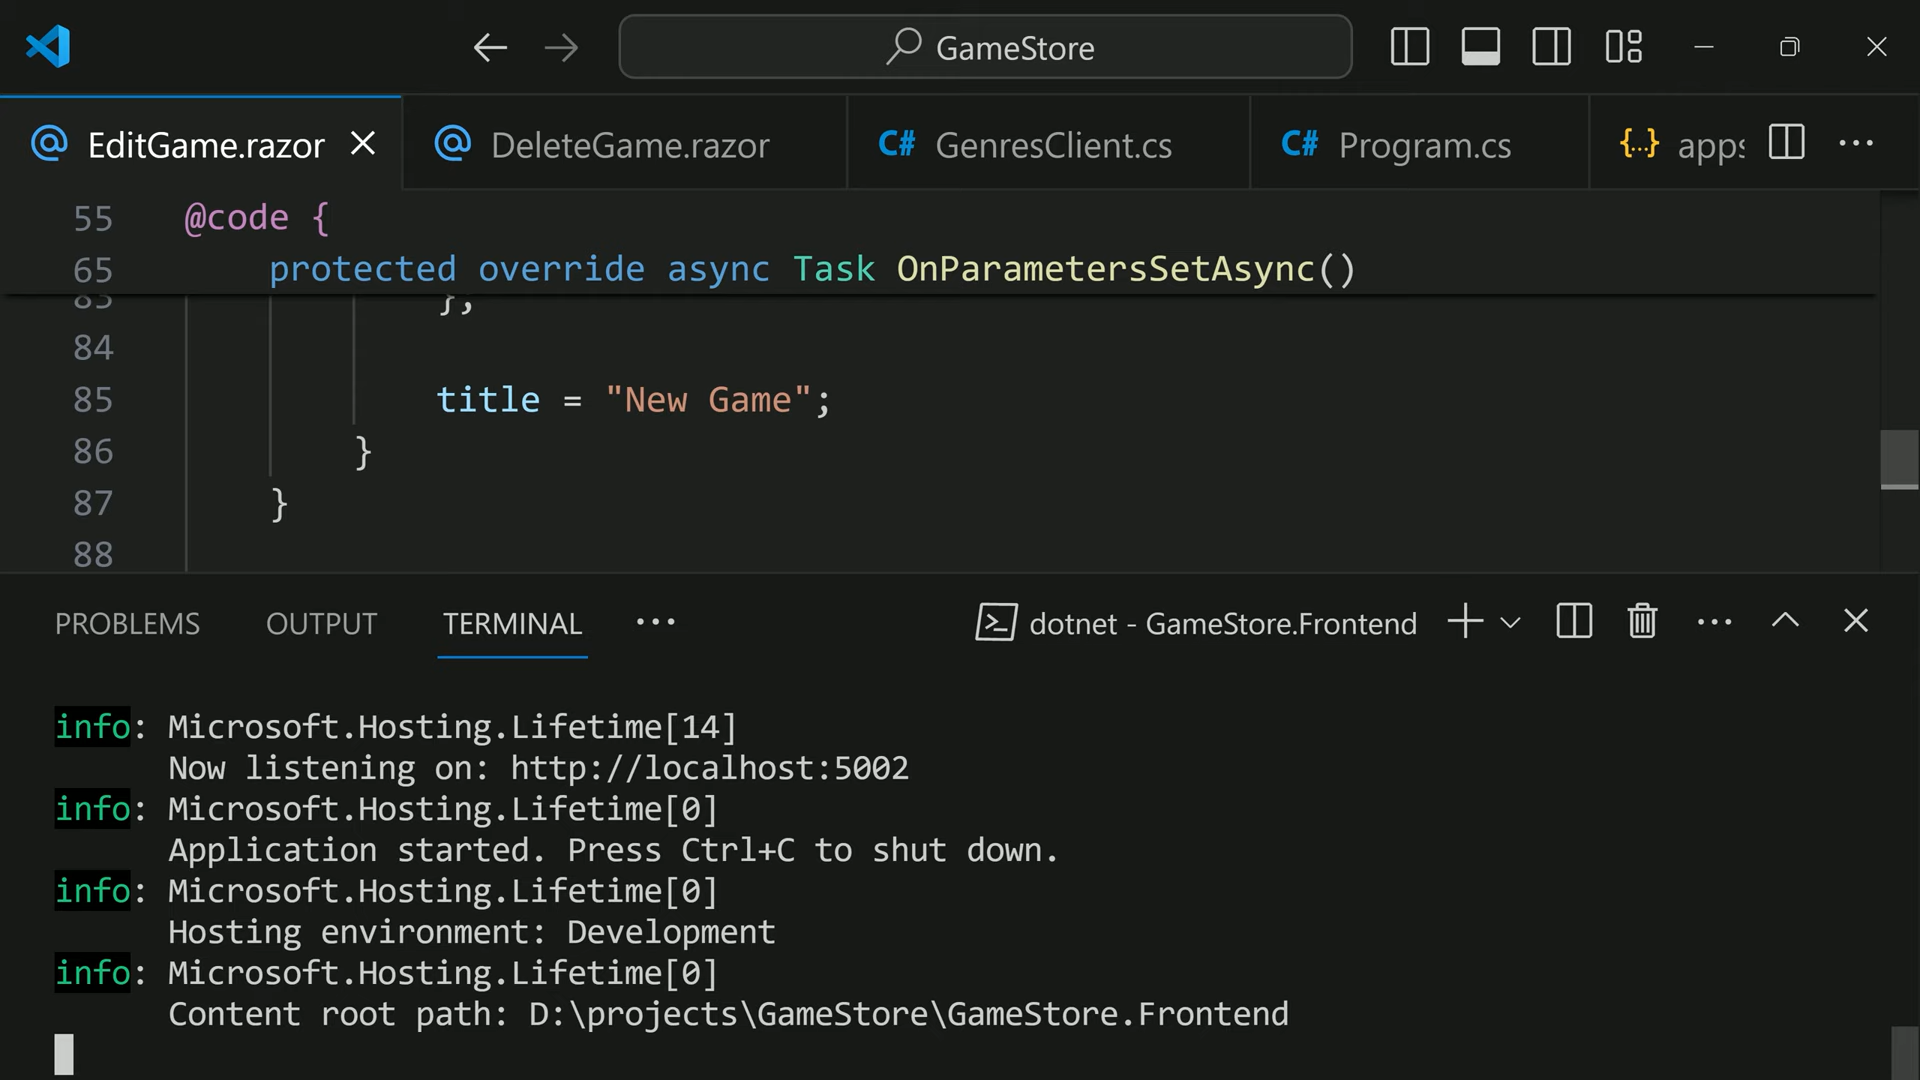 GameStore
EditGame.razor
DeleteGame.razor
C# GenresClient.cs
C# Program.cs
{...} apps
55 @code {
65 protected override async Task OnParametersSetAsync()
83 },
84
85 title = "New Game";
86 }
87 }
88
PROBLEMS OUTPUT TERMINAL ... dotnet - GameStore.Frontend
info: Microsoft.Hosting.Lifetime[14]
Now listening on: http://localhost:5002
info: Microsoft.Hosting.Lifetime[0]
Application started. Press Ctrl+C to shut down.
info: Microsoft.Hosting.Lifetime[0]
Hosting environment: Development
info: Microsoft.Hosting.Lifetime[0]
Content root path: D:\projects\GameStore\GameStore.Frontend